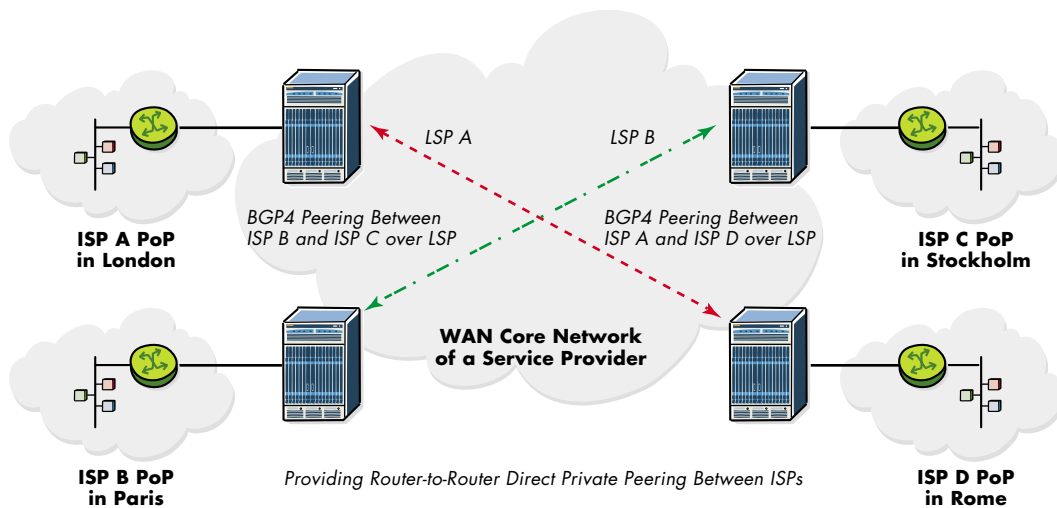 LSP A
LSP B
BGP4 Peering Between
ISP B and ISP C over LSP
BGP4 Peering Between
ISP A and ISP D over LSP
ISP A PoP
in London
ISP C PoP
in Stockholm
WAN Core Network
of a Service Provider
ISP B PoP
in Paris
Providing Router-to-Router Direct Private Peering Between ISPs
ISP D PoP
in Rome